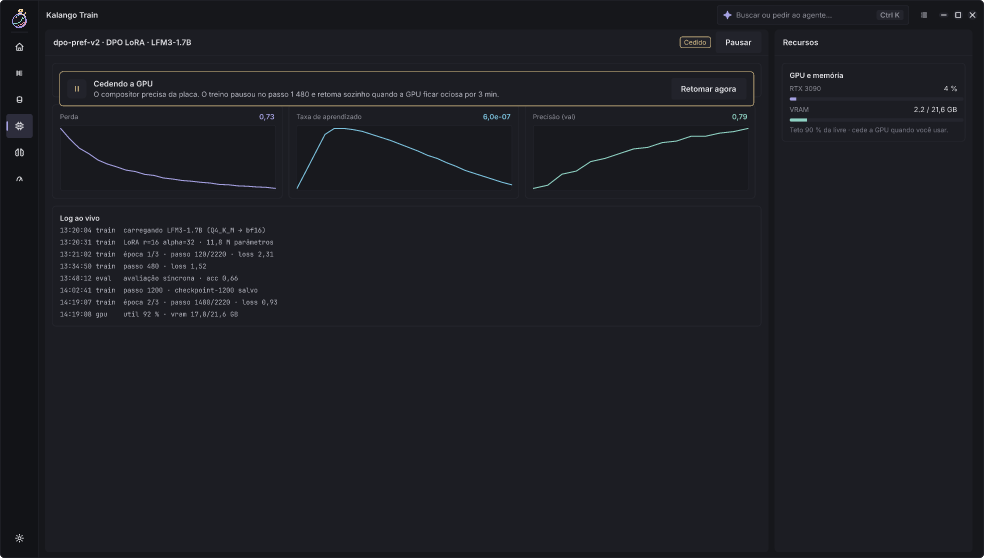 Kalango Train
Buscar ou pedir ao agente...
Ctrl K
dpo-pref-v2 · DPO LoRA · LFM3-1.7B
Cedido
Pausar
Recursos
Cedendo a GPU
O compositor precisa da placa. O treino pausou no passo 1 480 e retoma sozinho quando a GPU ficar ociosa por 3 min.
Retomar agora
GPU e memória
RTX 3090 4 %
VRAM 2,2 / 21,6 GB
Teto 90 % da livre · cede a GPU quando você usar.
Perda 0,73
Taxa de aprendizado 6,0e-07
Precisão (val) 0,79
Log ao vivo
13:20:04 train carregando LFM3-1.7B (Q4_K_M → bf16)
13:20:31 train LoRA r=16 alpha=32 · 11,8 M parâmetros
13:21:02 train época 1/3 · passo 120/2220 · loss 2,31
13:34:50 train passo 480 · loss 1,52
13:48:12 eval avaliação síncrona · acc 0,66
14:02:41 train passo 1200 · checkpoint-1200 salvo
14:19:07 train época 2/3 · passo 1480/2220 · loss 0,93
14:19:08 gpu util 92 % · vram 17,8/21,6 GB